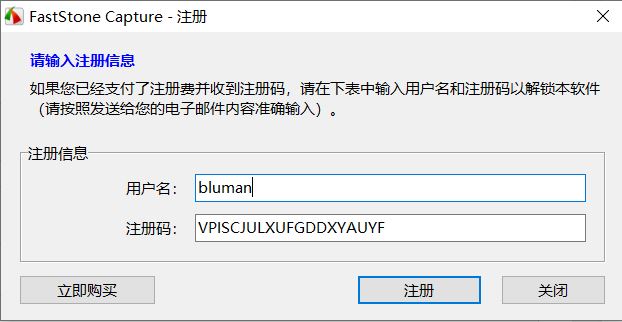 FastStone Capture - 注册
请输入注册信息
如果您已经支付了注册费并收到注册码，请在下表中输入用户名和注册码以解锁本软件
（请按照发送给您的电子邮件内容准确输入）。
注册信息
用户名： bluman
注册码： VPISCJULXUFGDDXYAUYF
立即购买 注册 关闭